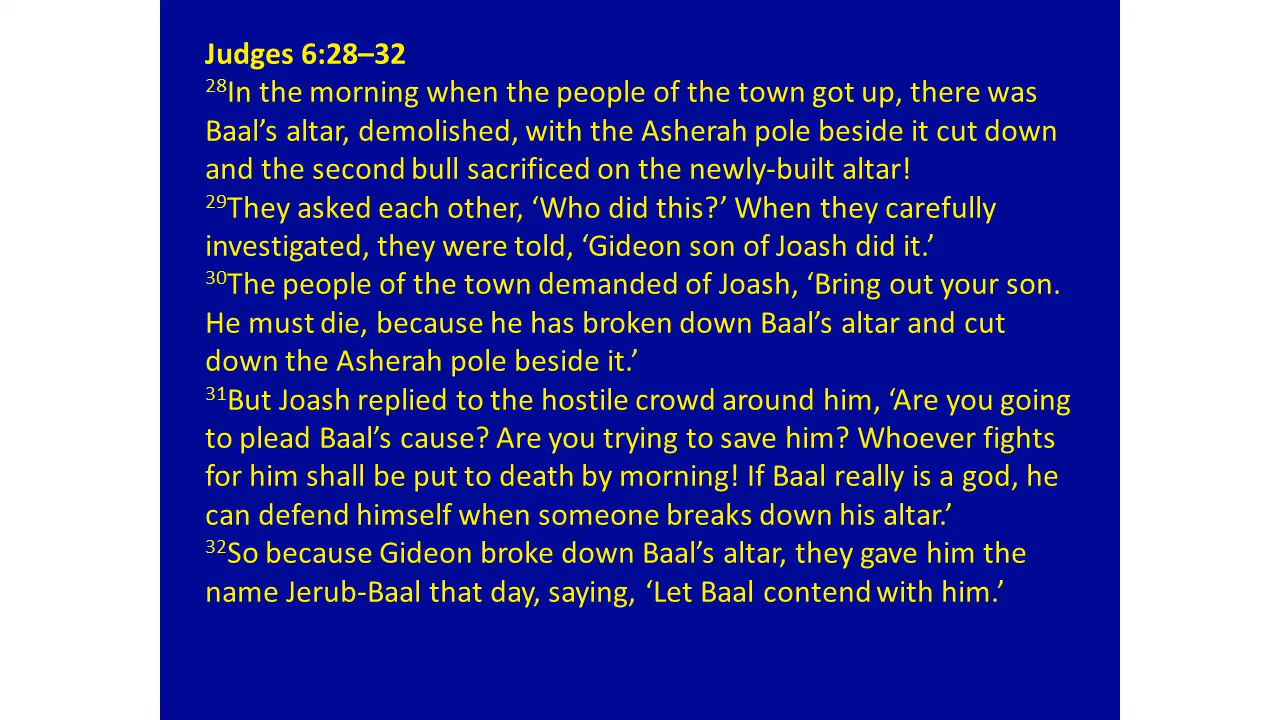 Judges 6:28–32
28In the morning when the people of the town got up, there was
Baal’s altar, demolished, with the Asherah pole beside it cut down
and the second bull sacrificed on the newly-built altar!
29They asked each other, ‘Who did this?’ When they carefully
investigated, they were told, ‘Gideon son of Joash did it.’
30The people of the town demanded of Joash, ‘Bring out your son.
He must die, because he has broken down Baal’s altar and cut
down the Asherah pole beside it.’
31But Joash replied to the hostile crowd around him, ‘Are you going
to plead Baal’s cause? Are you trying to save him? Whoever fights
for him shall be put to death by morning! If Baal really is a god, he
can defend himself when someone breaks down his altar.’
32So because Gideon broke down Baal’s altar, they gave him the
name Jerub-Baal that day, saying, ‘Let Baal contend with him.’